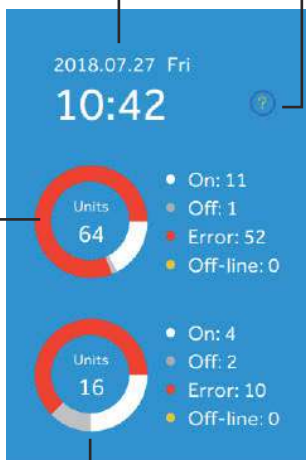 2018.07.27 Fri
10:42
?
Units
64
On: 11
Off: 1
Error: 52
Off-line: 0
Units
16
On: 4
Off: 2
Error: 10
Off-line: 0